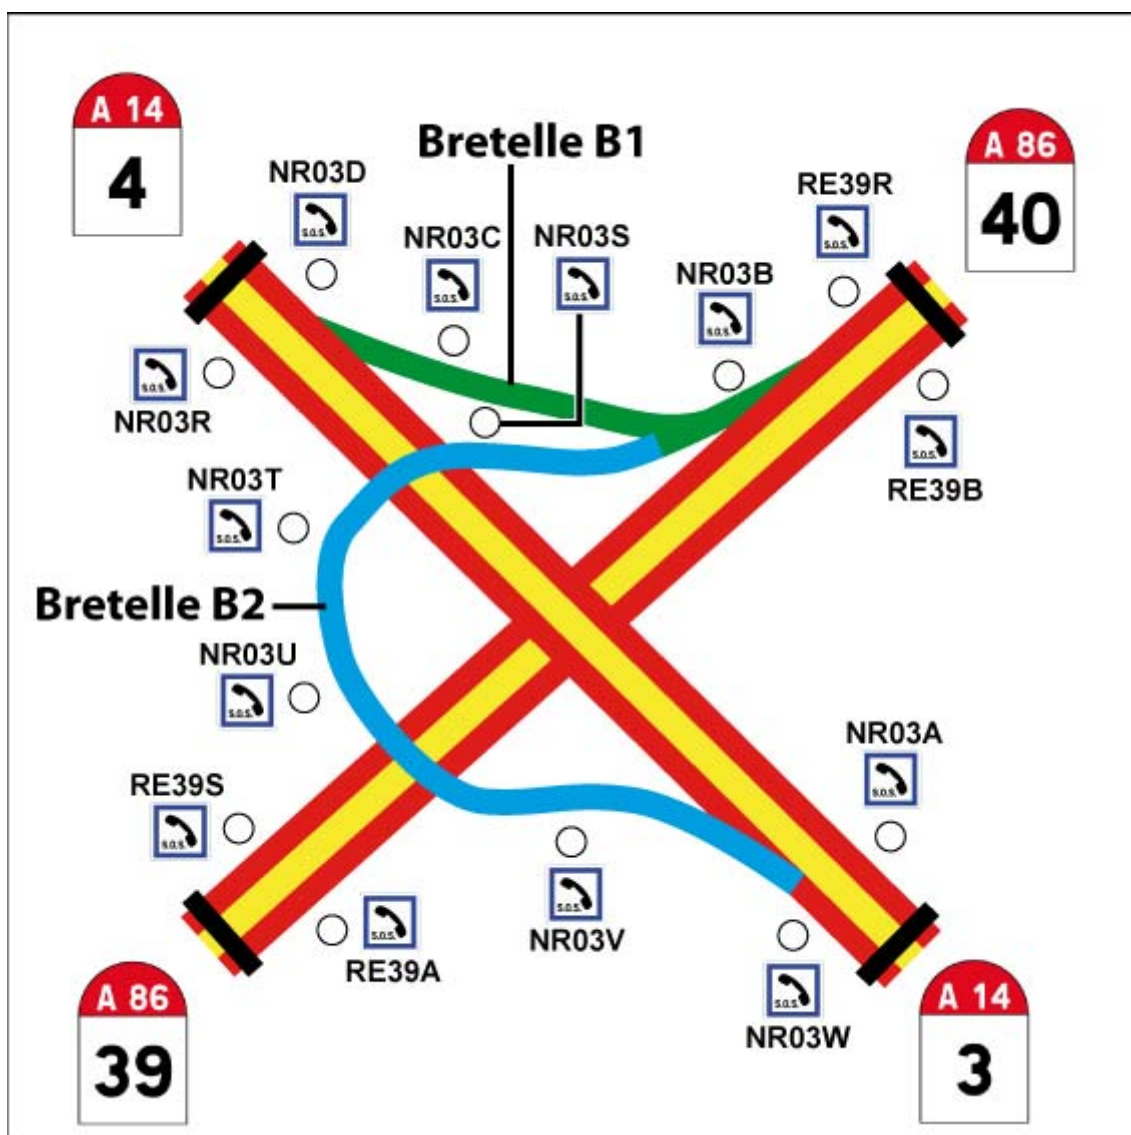 A 14
4
Bretelle B1
A 86
40
NR03D
S.O.S.
NR03C
S.O.S.
NR03S
S.O.S.
NR03B
S.O.S.
RE39R
S.O.S.
S.O.S.
NR03R
S.O.S.
RE39B
NR03T
S.O.S.
Bretelle B2
NR03U
S.O.S.
NR03A
S.O.S.
RE39S
S.O.S.
S.O.S.
RE39A
S.O.S.
NR03V
S.O.S.
NR03W
A 86
39
A 14
3